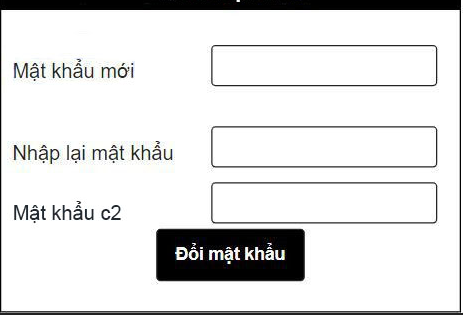 Mật khẩu mới
Nhập lại mật khẩu
Mật khẩu c2
Đổi mật khẩu